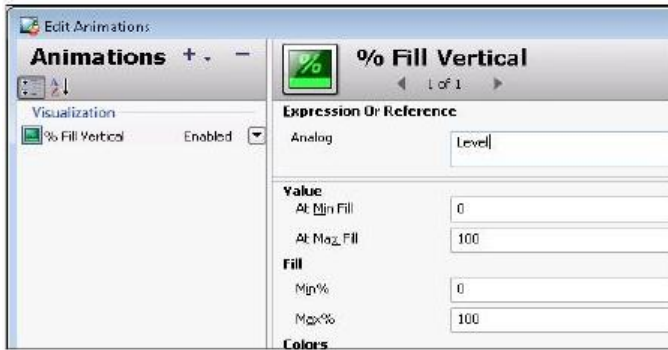 Edit Animations
Animations + -
Visualization
% Fill Vertical Enabled
% Fill Vertical
1 of 1
Expression Or Reference
Analog Level
Value
At Min Fill 0
At Max Fill 100
Fill
Min% 0
Max% 100
Colors